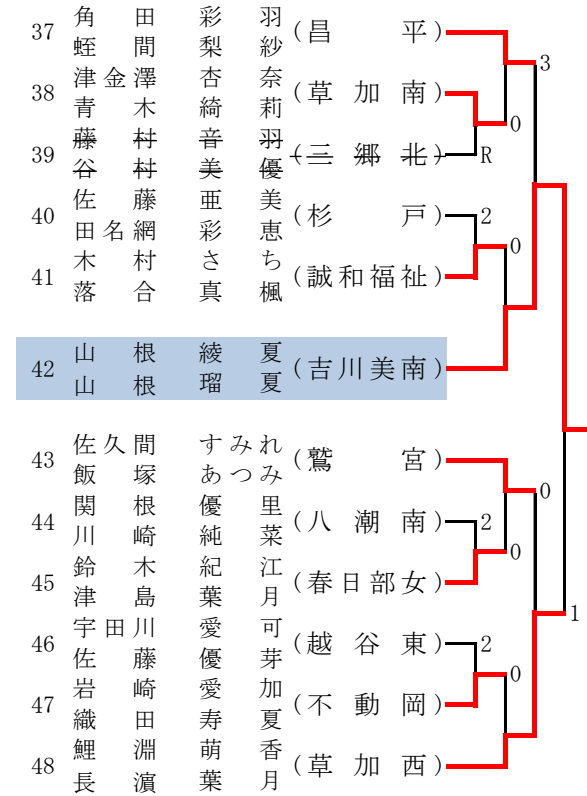 角田彩羽
37 (昌平)
蛭間梨紗
3
津金澤杏奈
38 (草加南)
青木綺莉
0
藤村音羽
39 (三郷北) R
谷村美優
佐藤亜美
40 (杉戸) 2
田名網彩恵
0
木村さち
41 (誠和福祉)
落合真楓
山根綾夏
42 (吉川美南)
山根瑠夏
佐久間すみれ
43 (鷲宮)
飯塚あつみ
0
関根優里
44 (八潮南) 2
川崎純菜
0
鈴木紀江
45 (春日部女)
津島葉月
1
宇田川愛可
46 (越谷東) 2
佐藤優芽
0
岩崎愛加
47 (不動岡)
織田寿夏
鯉淵萌香
48 (草加西)
長濵葉月